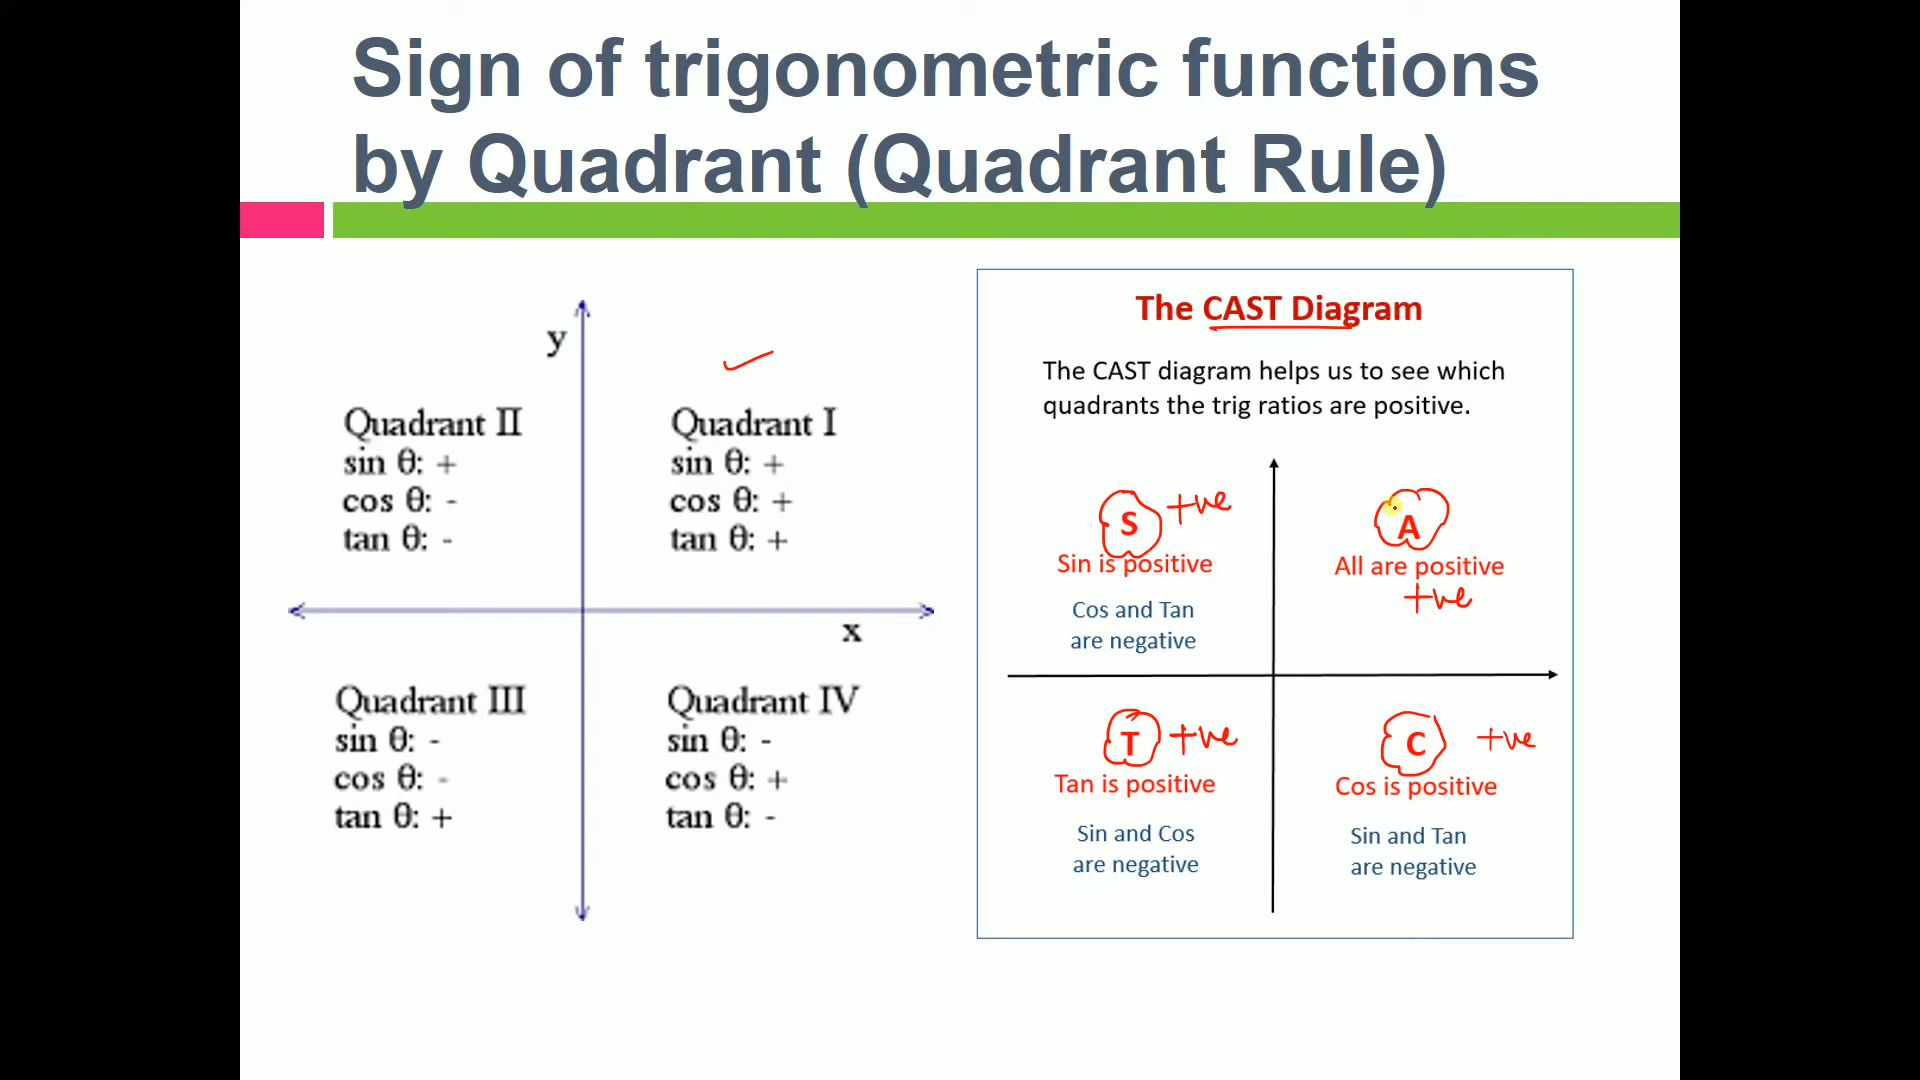 Sign of trigonometric functions
by Quadrant (Quadrant Rule)
y
x
Quadrant II
sin θ: +
cos θ: -
tan θ: -
Quadrant I
sin θ: +
cos θ: +
tan θ: +
Quadrant III
sin θ: -
cos θ: -
tan θ: +
Quadrant IV
sin θ: -
cos θ: +
tan θ: -
The CAST Diagram
The CAST diagram helps us to see which
quadrants the trig ratios are positive.
S +ve
Sin is positive
Cos and Tan
are negative
A
All are positive
+ve
T +ve
Tan is positive
Sin and Cos
are negative
C +ve
Cos is positive
Sin and Tan
are negative